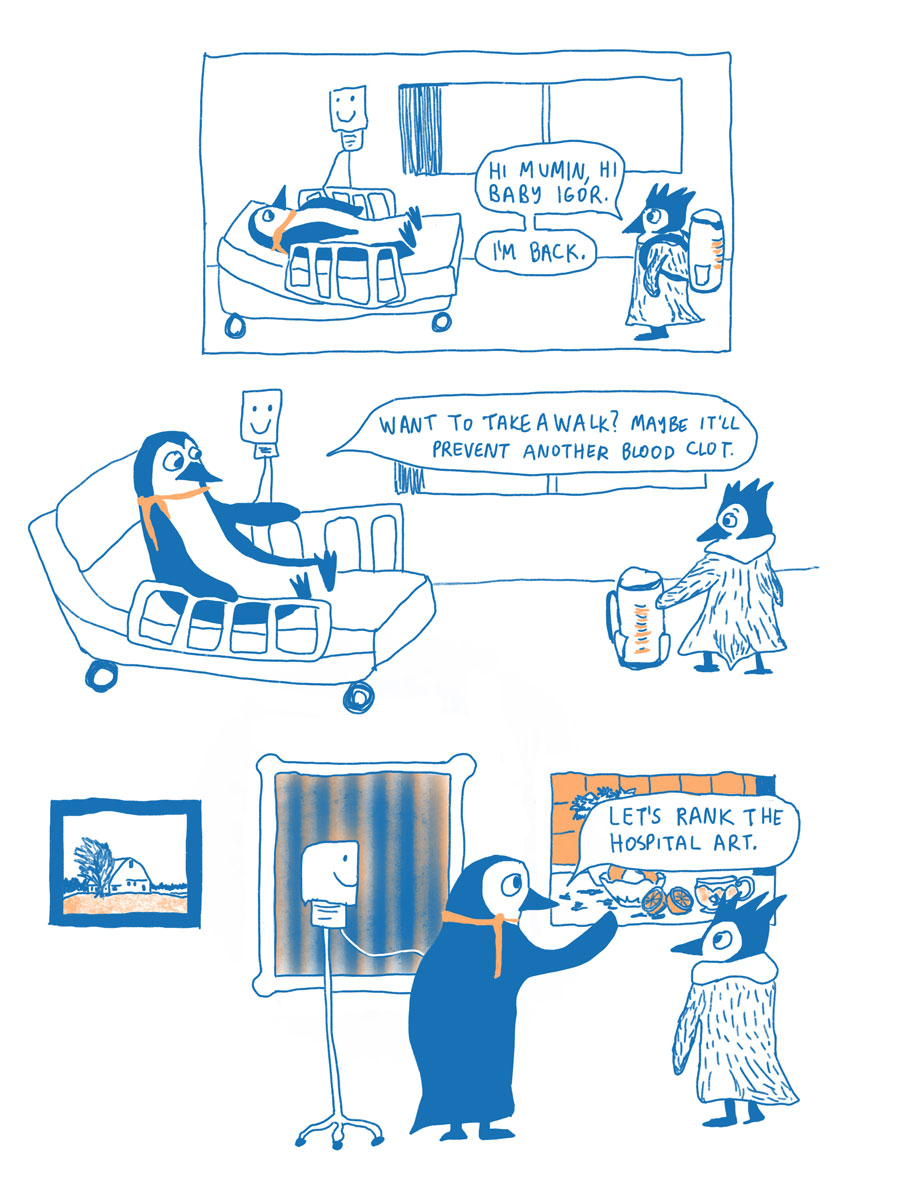 HI MUMIN, HI
BABY IGOR.
I'M BACK.
WANT TO TAKE A WALK? MAYBE IT'LL
PREVENT ANOTHER BLOOD CLOT.
LET'S RANK THE
HOSPITAL ART.